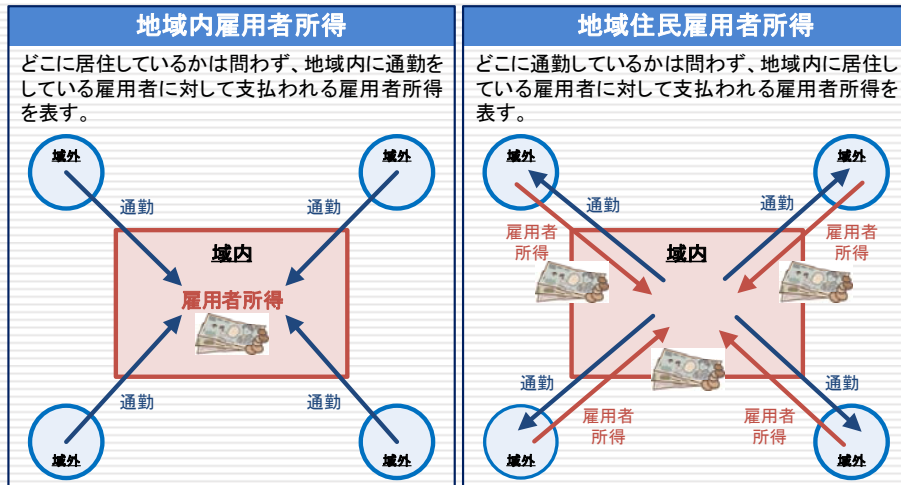 地域内雇用者所得
どこに居住しているかは問わず、地域内に通勤を
している雇用者に対して支払われる雇用者所得
を表す。
域外
域外
通勤
通勤
域内
雇用者所得
通勤
通勤
域外
域外
地域住民雇用者所得
どこに通勤しているかは問わず、地域内に居住し
ている雇用者に対して支払われる雇用者所得を
表す。
域外
域外
通勤
通勤
雇用者
所得
雇用者
所得
域内
通勤
通勤
雇用者
所得
雇用者
所得
域外
域外